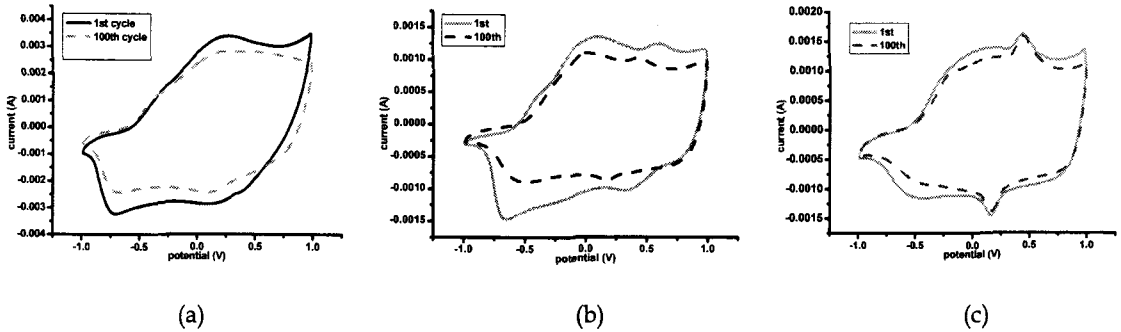 0.004
0.003
0.002
0.001
0.000
-0.001
-0.002
-0.003
-0.004
current (A)
1st cycle
100th cycle
-1.0 -0.5 0.0 0.5 1.0
potential (V)
(a)
0.0015
0.0010
0.0005
0.0000
-0.0005
-0.0010
-0.0015
current (A)
1st
100th
-1.0 -0.5 0.0 0.5 1.0
potential (V)
(b)
0.0020
0.0015
0.0010
0.0005
0.0000
-0.0005
-0.0010
-0.0015
current (A)
1st
100th
-1.0 -0.5 0.0 0.5 1.0
potential (V)
(c)